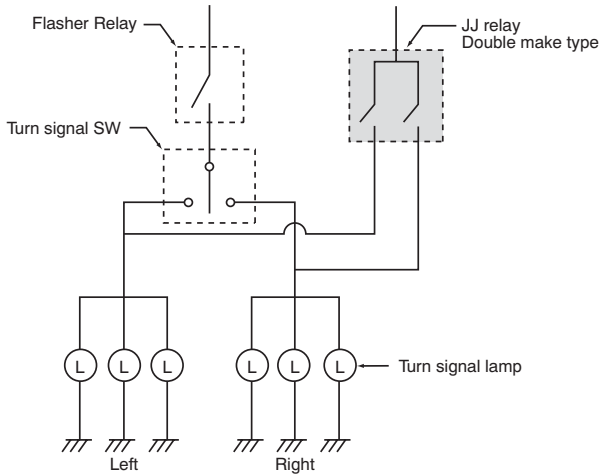 Flasher Relay
JJ relay
Double make type
Turn signal SW
L L L L L L
Turn signal lamp
Left Right